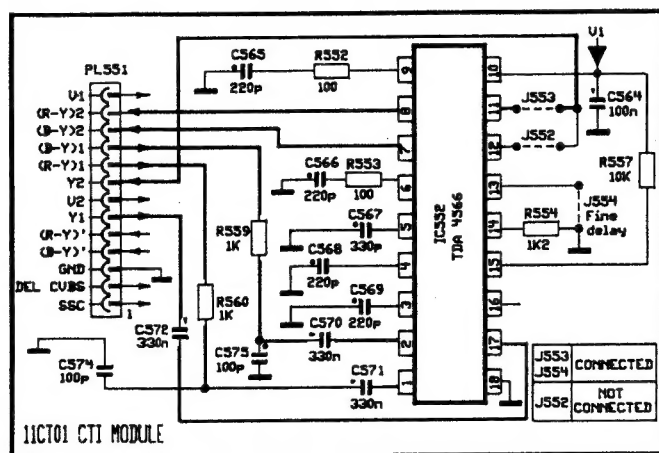 PL551
V1
(R-Y)2
(B-Y)2
(B-Y)1
(R-Y)1
Y2
V2
Y1
(R-Y)'
(B-Y)'
GND
DEL CVBS
SSC
1
C565
220p
R552
100
C566
220p
R553
100
C567
330p
C568
220p
C569
220p
C570
330n
C571
330n
R559
1K
R560
1K
C572
330n
C575
100p
C574
100p
9
8
7
6
5
4
3
2
1
IC552
TDA 4566
10
11
12
13
14
15
16
17
18
V1
J553
J552
C564
100n
R557
10K
J554
Fine
delay
R554
1K2
J553
J554
CONNECTED
J552
NOT
CONNECTED
11CT01 CTI MODULE